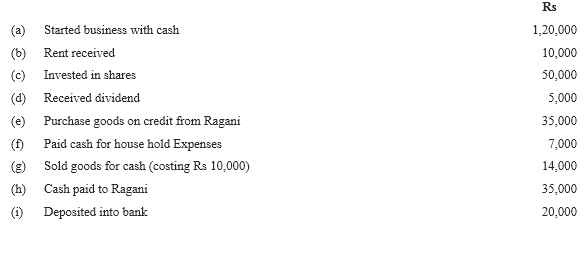 Rs
(a) Started business with cash 1,20,000
(b) Rent received 10,000
(c) Invested in shares 50,000
(d) Received dividend 5,000
(e) Purchase goods on credit from Ragani 35,000
(f) Paid cash for house hold Expenses 7,000
(g) Sold goods for cash (costing Rs 10,000) 14,000
(h) Cash paid to Ragani 35,000
(i) Deposited into bank 20,000